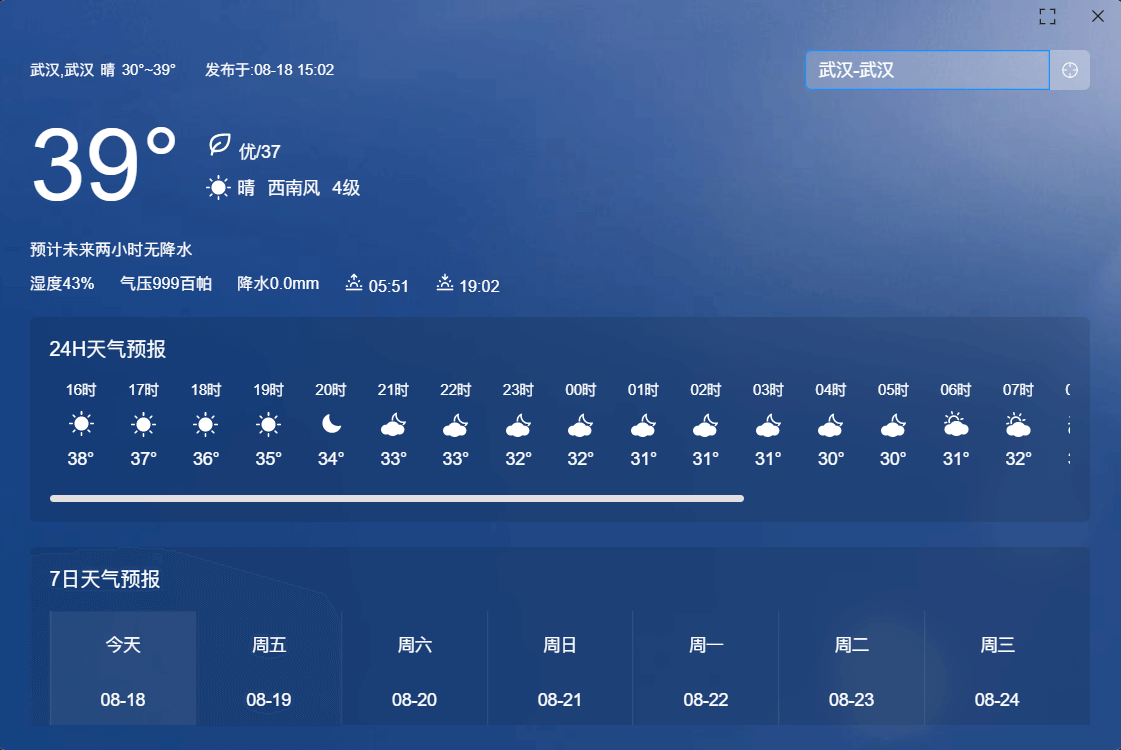 武汉,武汉 晴 30°~39° 发布于:08-18 15:02
武汉-武汉
39°
优/37
晴 西南风 4级
预计未来两小时无降水
湿度43% 气压999百帕 降水0.0mm 05:51 19:02
24H天气预报
16时 17时 18时 19时 20时 21时 22时 23时 00时 01时 02时 03时 04时 05时 06时 07时
38° 37° 36° 35° 34° 33° 33° 32° 32° 31° 31° 31° 30° 30° 31° 32°
7日天气预报
今天 周五 周六 周日 周一 周二 周三
08-18 08-19 08-20 08-21 08-22 08-23 08-24